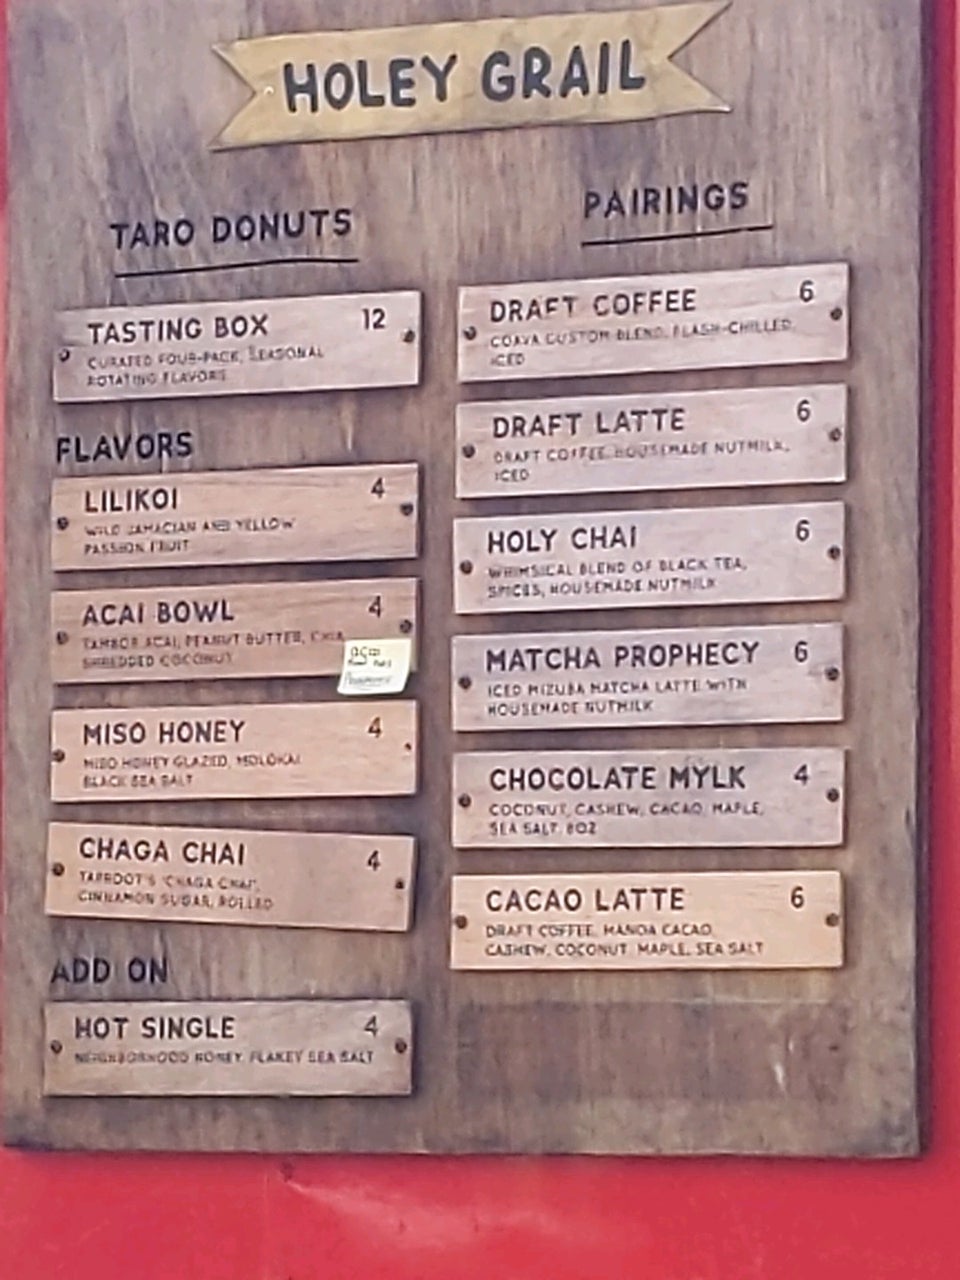 HOLEY GRAIL
TARO DONUTS
TASTING BOX 12
CURATED FOUR-PACK, SEASONAL
ROTATING FLAVORS
FLAVORS
LILIKOI 4
WILD JAMACIAN AND YELLOW
PASSION FRUIT
ACAI BOWL 4
TAMBOR ACAI, PEANUT BUTTER, CHIA,
SHREDDED COCONUT
MISO HONEY 4
MISO HONEY GLAZED, MOLOKAI
BLACK SEA SALT
CHAGA CHAI 4
TAPROOT'S 'CHAGA CHAI',
CINNAMON SUGAR, ROLLED
ADD ON
HOT SINGLE 4
NEIGHBORHOOD HONEY, FLAKEY SEA SALT
PAIRINGS
DRAFT COFFEE 6
COAVA CUSTOM BLEND, FLASH-CHILLED,
ICED
DRAFT LATTE 6
DRAFT COFFEE, HOUSEMADE NUTMILK,
ICED
HOLY CHAI 6
WHIMSICAL BLEND OF BLACK TEA,
SPICES, HOUSEMADE NUTMILK
MATCHA PROPHECY 6
ICED MIZUBA MATCHA LATTE WITH
HOUSEMADE NUTMILK
CHOCOLATE MYLK 4
COCONUT, CASHEW, CACAO, MAPLE,
SEA SALT, 8OZ
CACAO LATTE 6
DRAFT COFFEE, MANOA CACAO,
CASHEW, COCONUT, MAPLE, SEA SALT